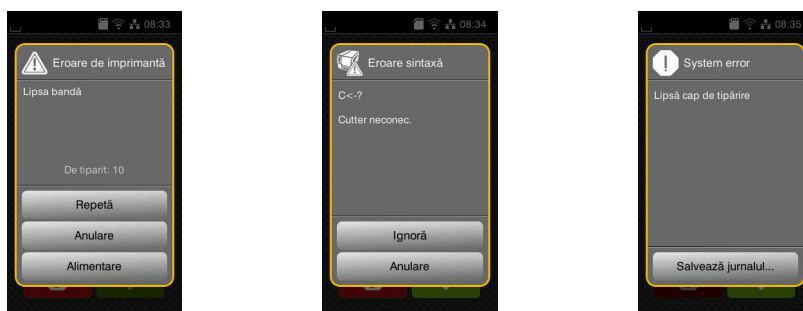 08:33
Eroare de imprimantă
Lipsa bandă
De tiparit: 10
Repetă
Anulare
Alimentare
08:34
Eroare sintaxă
C<-?
Cutter neconec.
Ignoră
Anulare
08:35
System error
Lipsă cap de tipărire
Salvează jurnalul...